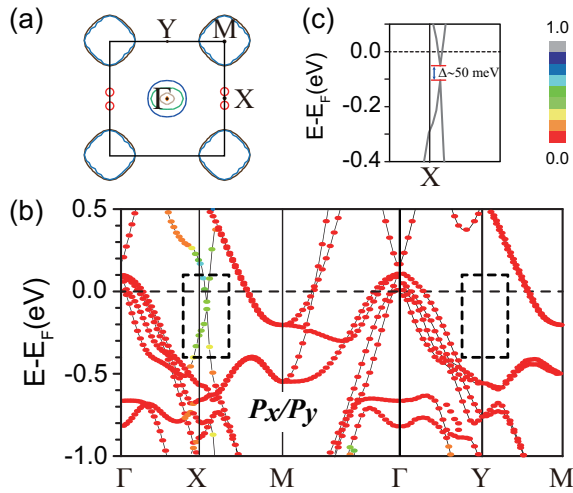 (a)
Y
M
Γ
X
(c)
E-E_F(eV)
0.0
-0.2
-0.4
Δ~50 meV
X
1.0
0.0
(b)
E-E_F(eV)
0.5
0.0
-0.5
-1.0
Px/Py
Γ X M Γ Y M